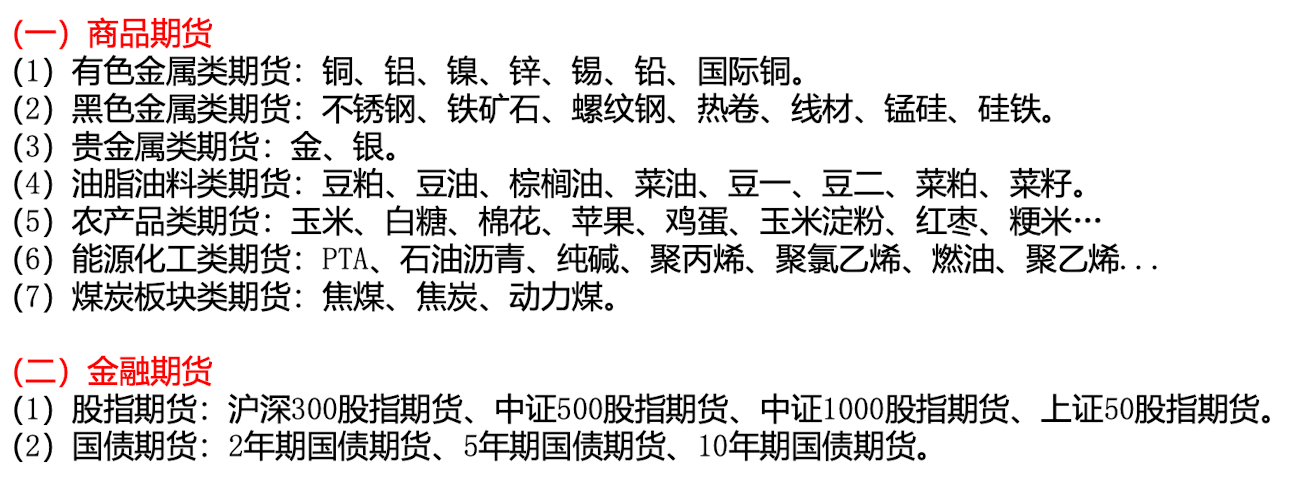 (一) 商品期货
(1) 有色金属类期货: 铜、铝、镍、锌、锡、铅、国际铜。
(2) 黑色金属类期货: 不锈钢、铁矿石、螺纹钢、热卷、线材、锰硅、硅铁。
(3) 贵金属类期货: 金、银。
(4) 油脂油料类期货: 豆粕、豆油、棕榈油、菜油、豆一、豆二、菜粕、菜籽。
(5) 农产品类期货: 玉米、白糖、棉花、苹果、鸡蛋、玉米淀粉、红枣、粳米…
(6) 能源化工类期货: PTA、石油沥青、纯碱、聚丙烯、聚氯乙烯、燃油、聚乙烯...
(7) 煤炭板块类期货: 焦煤、焦炭、动力煤。
(二) 金融期货
(1) 股指期货: 沪深300股指期货、中证500股指期货、中证1000股指期货、上证50股指期货。
(2) 国债期货: 2年期国债期货、5年期国债期货、10年期国债期货。